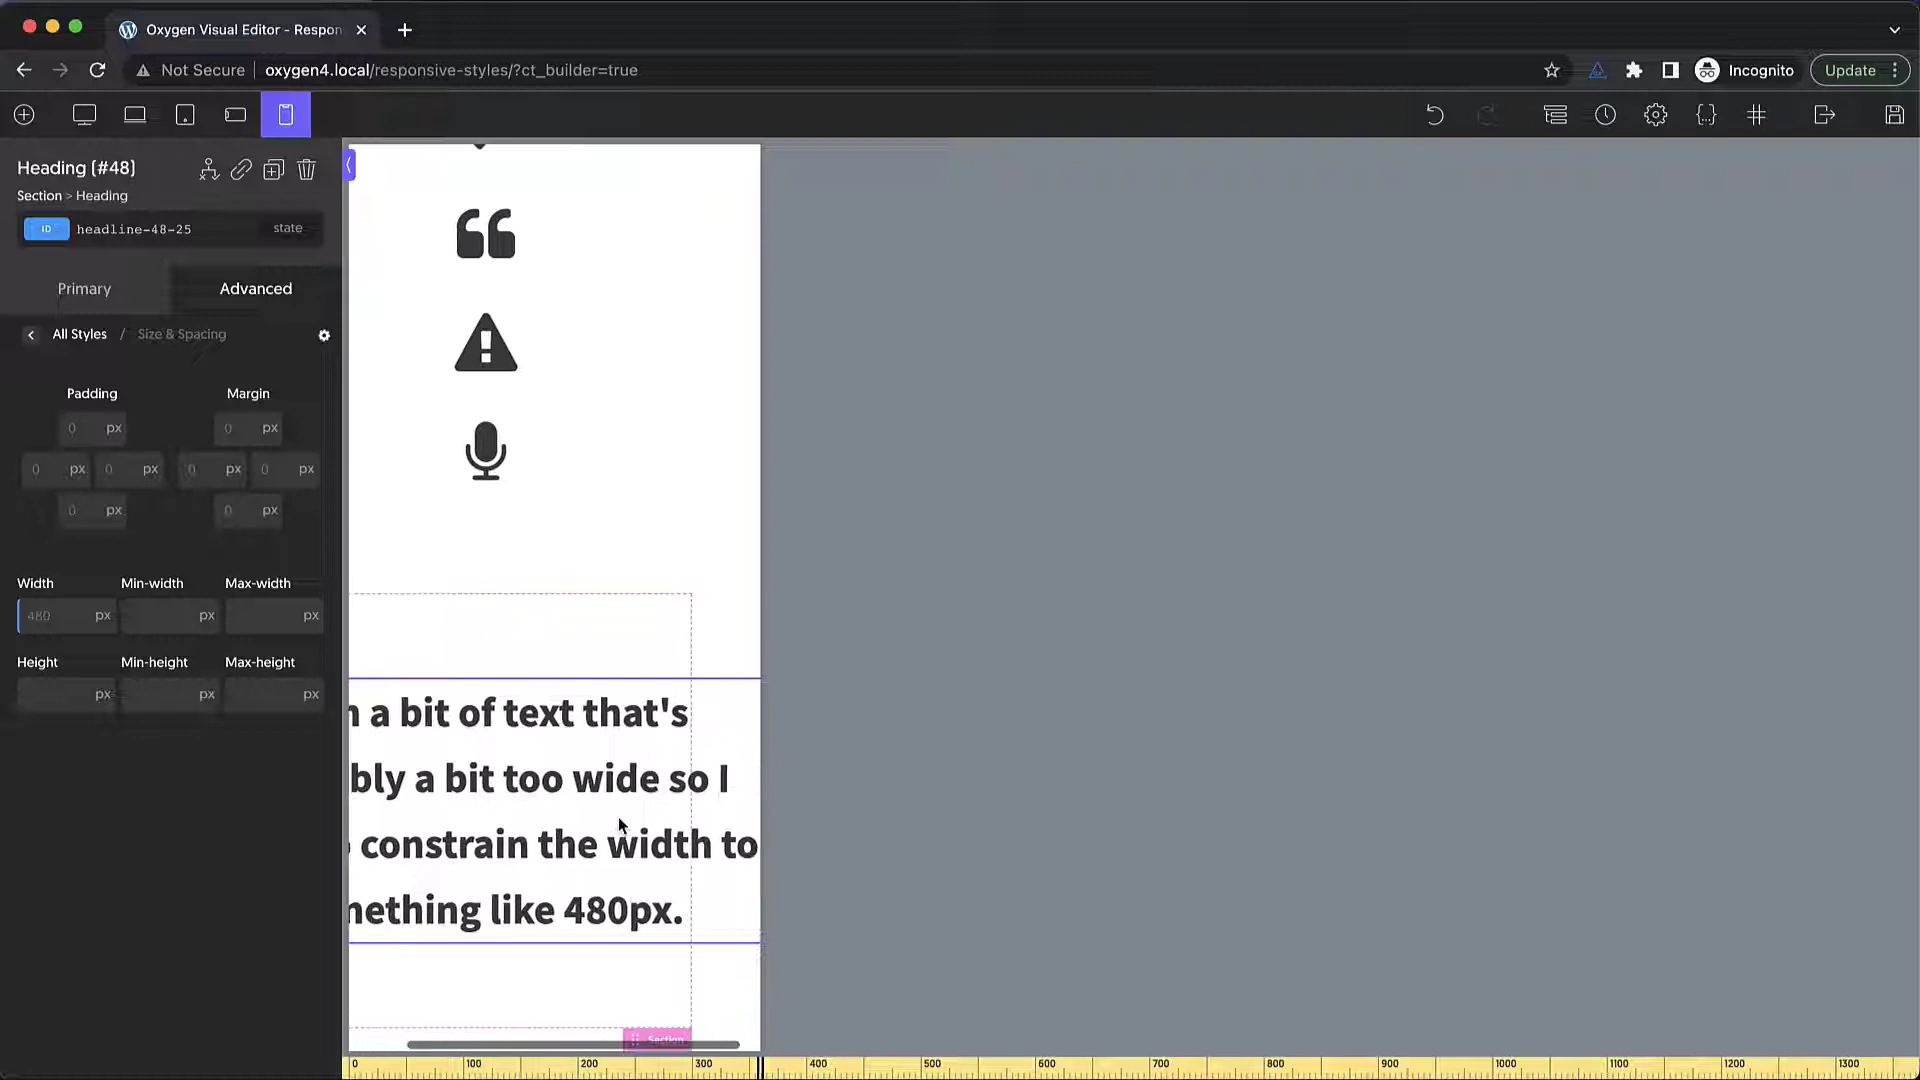 Oxygen Visual Editor - Respon
Not Secure
oxygen4.local/responsive-styles/?ct_builder=true
Incognito
Update
Heading (#48)
Section > Heading
ID
headline-48-25
state
Primary
Advanced
All Styles / Size & Spacing
Padding
Margin
0 px
0 px
0 px 0 px 0 px 0 px
0 px
0 px
Width
Min-width
Max-width
480 px
px
px
Height
Min-height
Max-height
px
px
px
a bit of text that's
bly a bit too wide so I
constrain the width to
nething like 480px.
Section
0 100 200 300 400 500 600 700 800 900 1000 1100 1200 1300